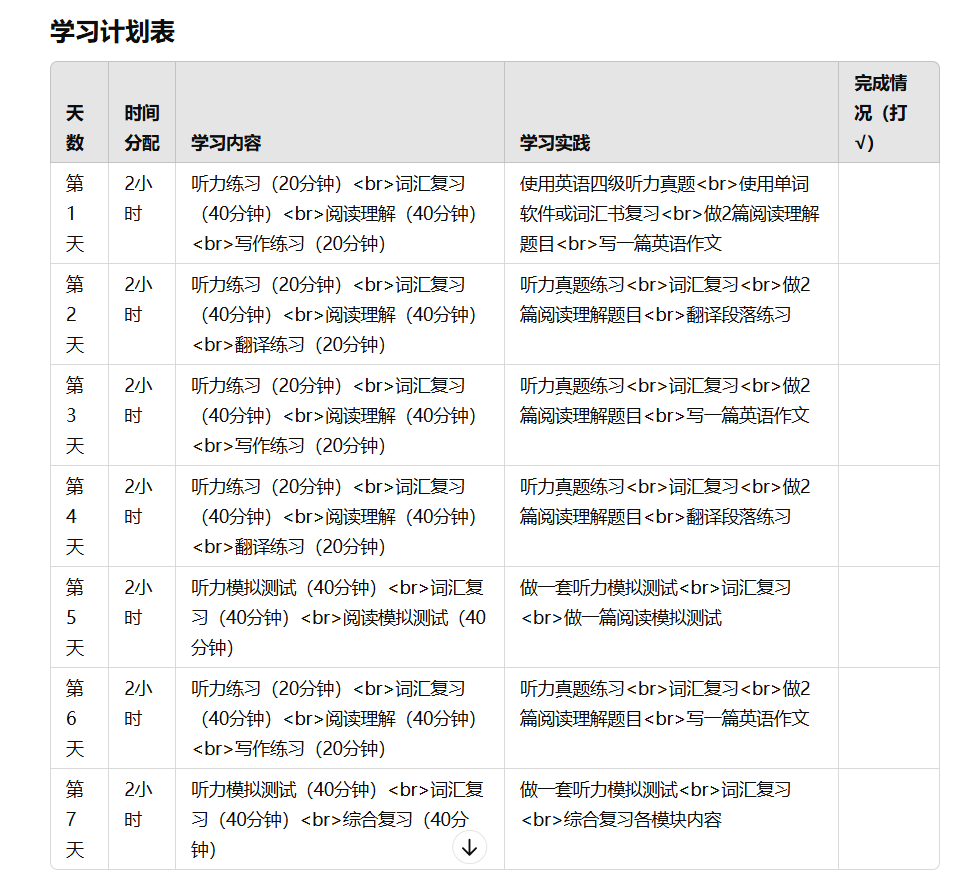 学习计划表
天
数
时间
分配
学习内容
学习实践
完成情
况（打
√）
第
1
天
2小
时
听力练习（20分钟）<br>词汇复习
（40分钟）<br>阅读理解（40分钟）
<br>写作练习（20分钟）
使用英语四级听力真题<br>使用单词
软件或词汇书复习<br>做2篇阅读理解
题目<br>写一篇英语作文
第
2
天
2小
时
听力练习（20分钟）<br>词汇复习
（40分钟）<br>阅读理解（40分钟）
<br>翻译练习（20分钟）
听力真题练习<br>词汇复习<br>做2
篇阅读理解题目<br>翻译段落练习
第
3
天
2小
时
听力练习（20分钟）<br>词汇复习
（40分钟）<br>阅读理解（40分钟）
<br>写作练习（20分钟）
听力真题练习<br>词汇复习<br>做2
篇阅读理解题目<br>写一篇英语作文
第
4
天
2小
时
听力练习（20分钟）<br>词汇复习
（40分钟）<br>阅读理解（40分钟）
<br>翻译练习（20分钟）
听力真题练习<br>词汇复习<br>做2
篇阅读理解题目<br>翻译段落练习
第
5
天
2小
时
听力模拟测试（40分钟）<br>词汇复
习（40分钟）<br>阅读模拟测试（40
分钟）
做一套听力模拟测试<br>词汇复习
<br>做一篇阅读模拟测试
第
6
天
2小
时
听力练习（20分钟）<br>词汇复习
（40分钟）<br>阅读理解（40分钟）
<br>写作练习（20分钟）
听力真题练习<br>词汇复习<br>做2
篇阅读理解题目<br>写一篇英语作文
第
7
天
2小
时
听力模拟测试（40分钟）<br>词汇复
习（40分钟）<br>综合复习（40分
钟）
做一套听力模拟测试<br>词汇复习
<br>综合复习各模块内容